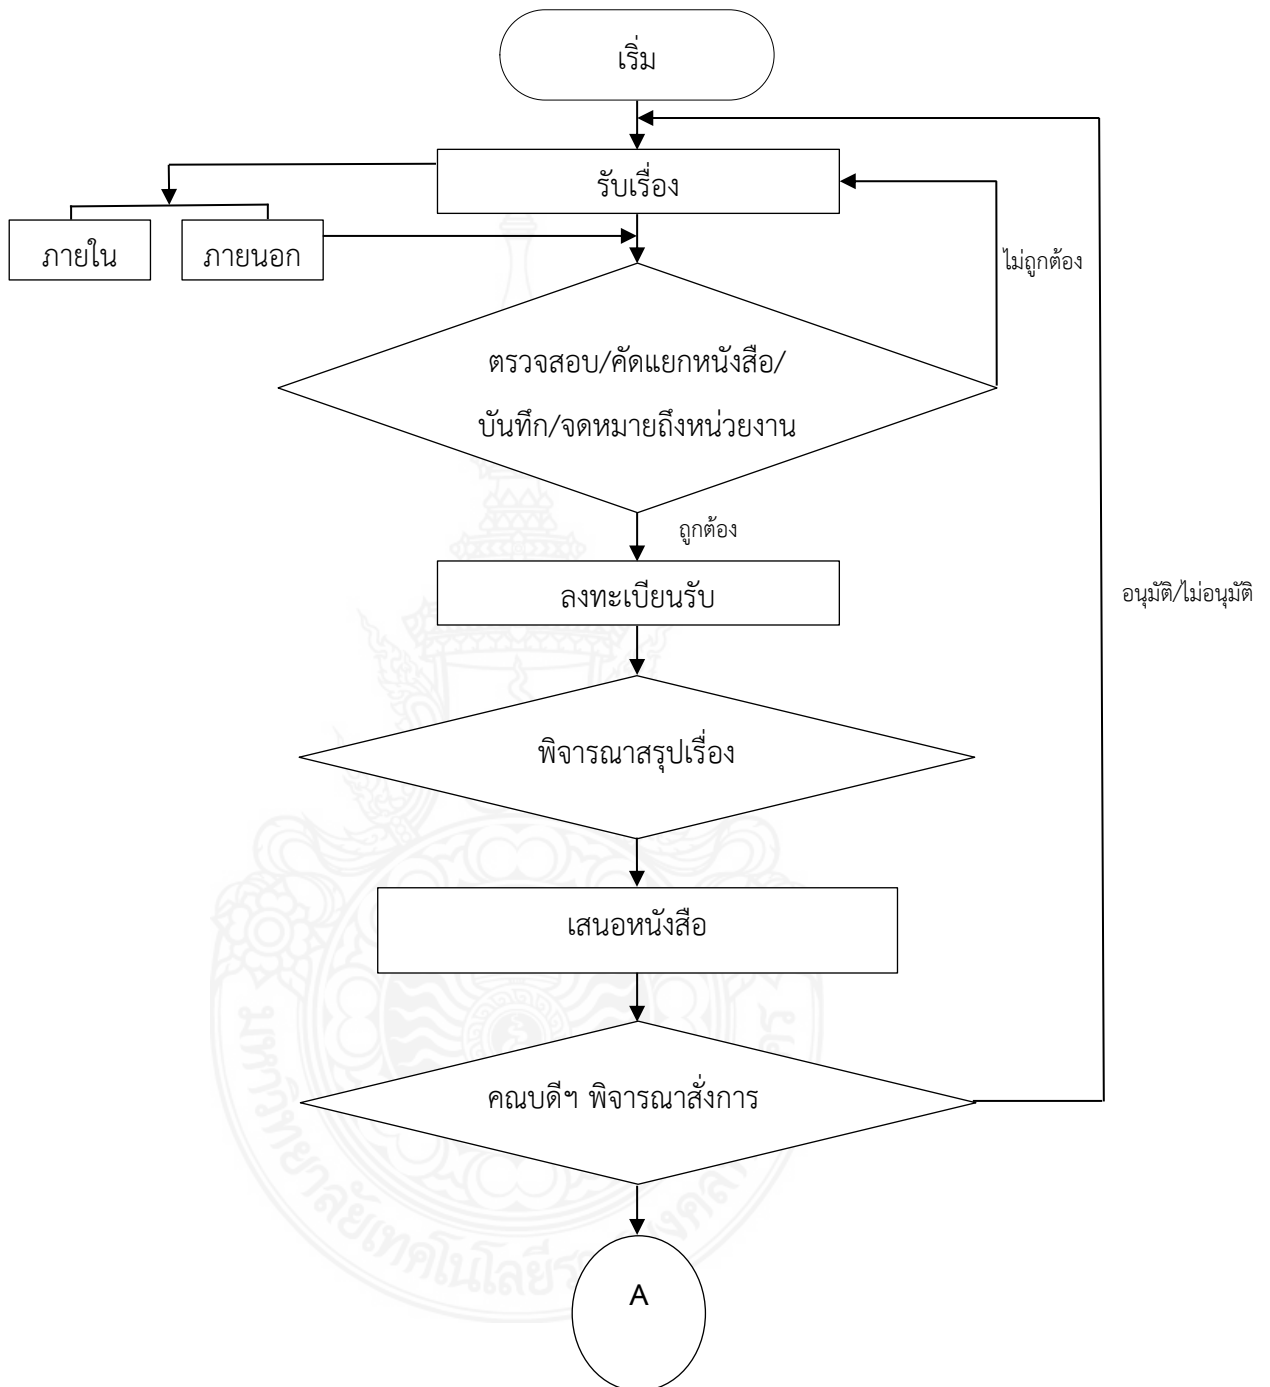 เริ่ม
รับเรื่อง
ภายใน
ภายนอก
ไม่ถูกต้อง
ตรวจสอบ/คัดแยกหนังสือ/
บันทึก/จดหมายถึงหน่วยงาน
ถูกต้อง
ลงทะเบียนรับ
อนุมัติ/ไม่อนุมัติ
พิจารณาสรุปเรื่อง
เสนอหนังสือ
คณบดีฯ พิจารณาสั่งการ
A